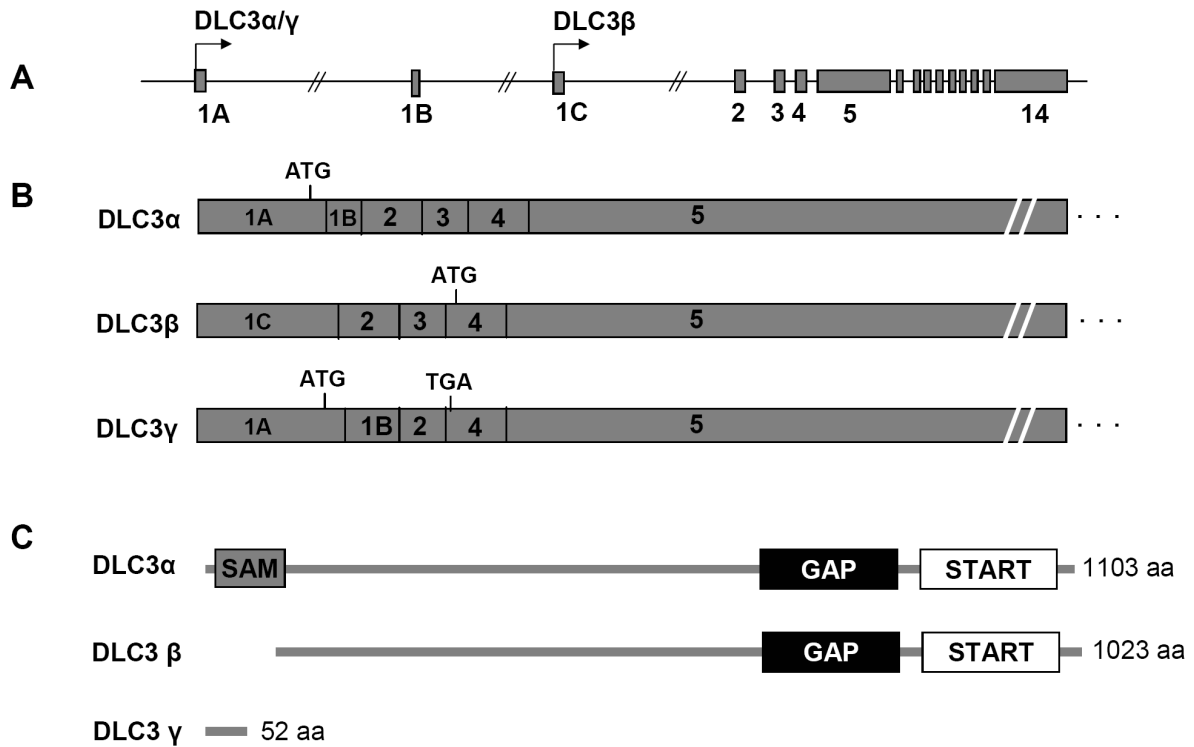 A
DLC3α/γ
DLC3β
1A
1B
1C
2
3
4
5
14
B
ATG
DLC3α
1A
1B
2
3
4
5
. . .
ATG
DLC3β
1C
2
3
4
5
. . .
ATG
TGA
DLC3γ
1A
1B
2
4
5
. . .
C
DLC3α
SAM
GAP
START
1103 aa
DLC3 β
GAP
START
1023 aa
DLC3 γ
52 aa